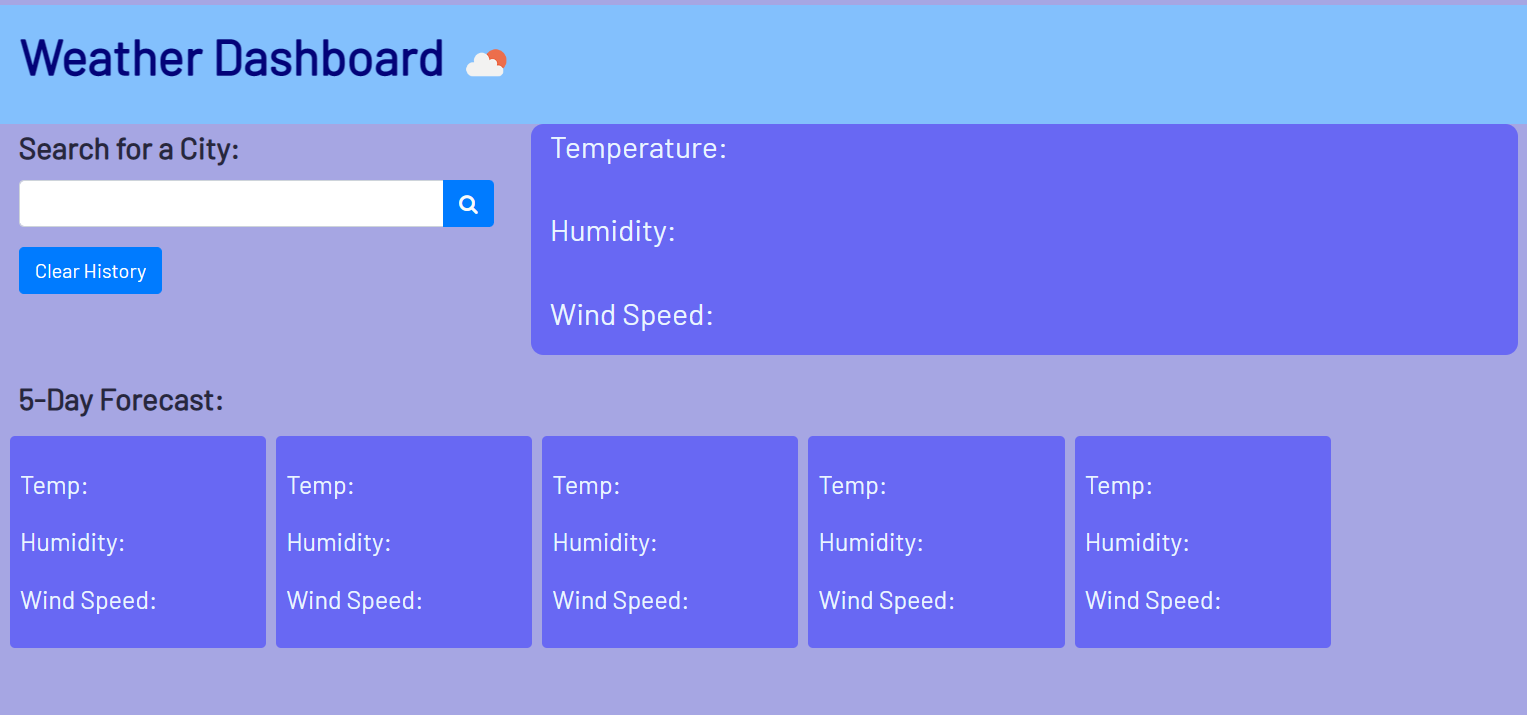 Weather Dashboard
Search for a City:
Clear History
Temperature:
Humidity:
Wind Speed:
5-Day Forecast:
Temp:
Humidity:
Wind Speed:
Temp:
Humidity:
Wind Speed:
Temp:
Humidity:
Wind Speed:
Temp:
Humidity:
Wind Speed:
Temp:
Humidity:
Wind Speed: